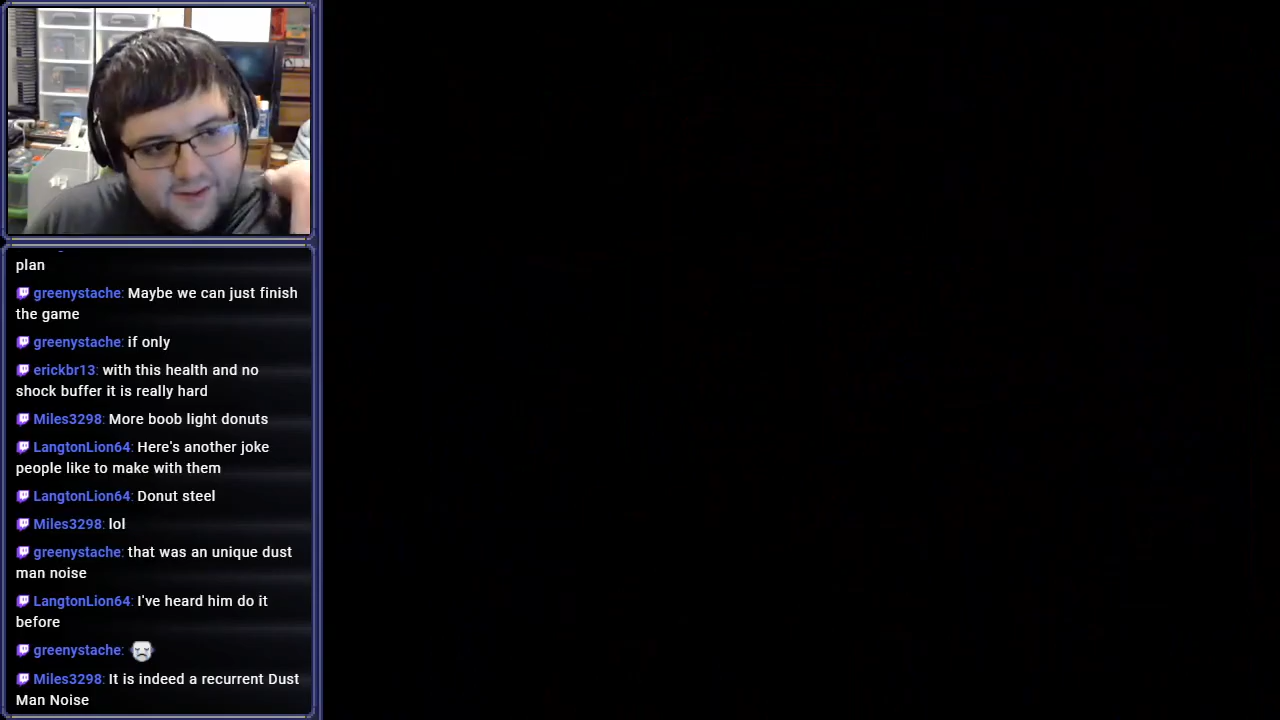 plan
greenystache: Maybe we can just finish
the game
greenystache: if only
erickbr13: with this health and no
shock buffer it is really hard
Miles3298: More boob light donuts
LangtonLion64: Here's another joke
people like to make with them
LangtonLion64: Donut steel
Miles3298: lol
greenystache: that was an unique dust
man noise
LangtonLion64: I've heard him do it
before
greenystache:
Miles3298: It is indeed a recurrent Dust
Man Noise